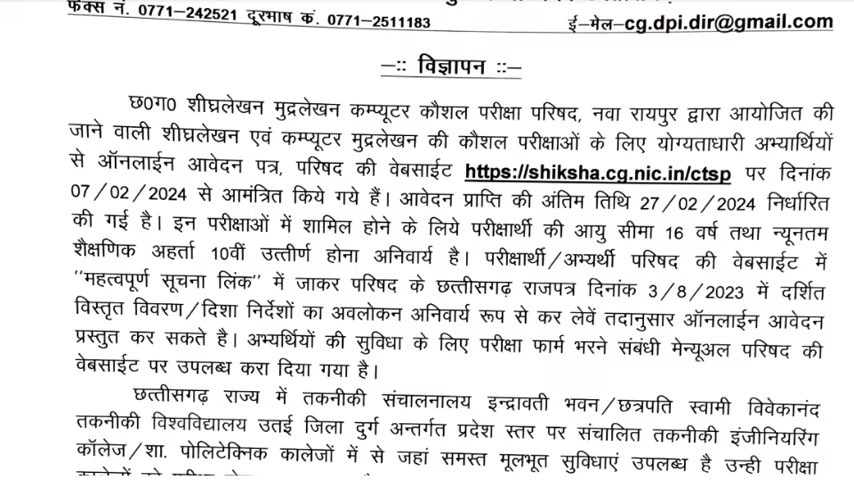 फैक्स नं. 0771-242521 दूरभाष कं. 0771-2511183 ई-मेल-cg.dpi.dir@gmail.com
—:: विज्ञापन ::—
छ0ग0 शीघ्रलेखन मुद्रलेखन कम्प्यूटर कौशल परीक्षा परिषद, नवा रायपुर द्वारा आयोजित की
जाने वाली शीघ्रलेखन एवं कम्प्यूटर मुद्रलेखन की कौशल परीक्षाओं के लिए योग्यताधारी अभ्यार्थियों
से ऑनलाईन आवेदन पत्र, परिषद की वेबसाईट https://shiksha.cg.nic.in/ctsp पर दिनांक
07/02/2024 से आमंत्रित किये गये हैं। आवेदन प्राप्ति की अंतिम तिथि 27/02/2024 निर्धारित
की गई है। इन परीक्षाओं में शामिल होने के लिये परीक्षार्थी की आयु सीमा 16 वर्ष तथा न्यूनतम
शैक्षणिक अहर्ता 10वीं उत्तीर्ण होना अनिवार्य है। परीक्षार्थी/अभ्यर्थी परिषद की वेबसाईट में
"महत्वपूर्ण सूचना लिंक" में जाकर परिषद के छत्तीसगढ़ राजपत्र दिनांक 3/8/2023 में दर्शित
विस्तृत विवरण/दिशा निर्देशों का अवलोकन अनिवार्य रूप से कर लेवें तदानुसार ऑनलाईन आवेदन
प्रस्तुत कर सकते है। अभ्यर्थियों की सुविधा के लिए परीक्षा फार्म भरने संबंधी मेन्यूअल परिषद की
वेबसाईट पर उपलब्ध करा दिया गया है।
छत्तीसगढ़ राज्य में तकनीकी संचालनालय इन्द्रावती भवन/छत्रपति स्वामी विवेकानंद
तकनीकी विश्वविद्यालय उतई जिला दुर्ग अन्तर्गत प्रदेश स्तर पर संचालित तकनीकी इंजीनियरिंग
कॉलेज/शा. पोलिटेक्निक कालेजों में से जहां समस्त मूलभूत सुविधाएं उपलब्ध है उन्ही परीक्षा